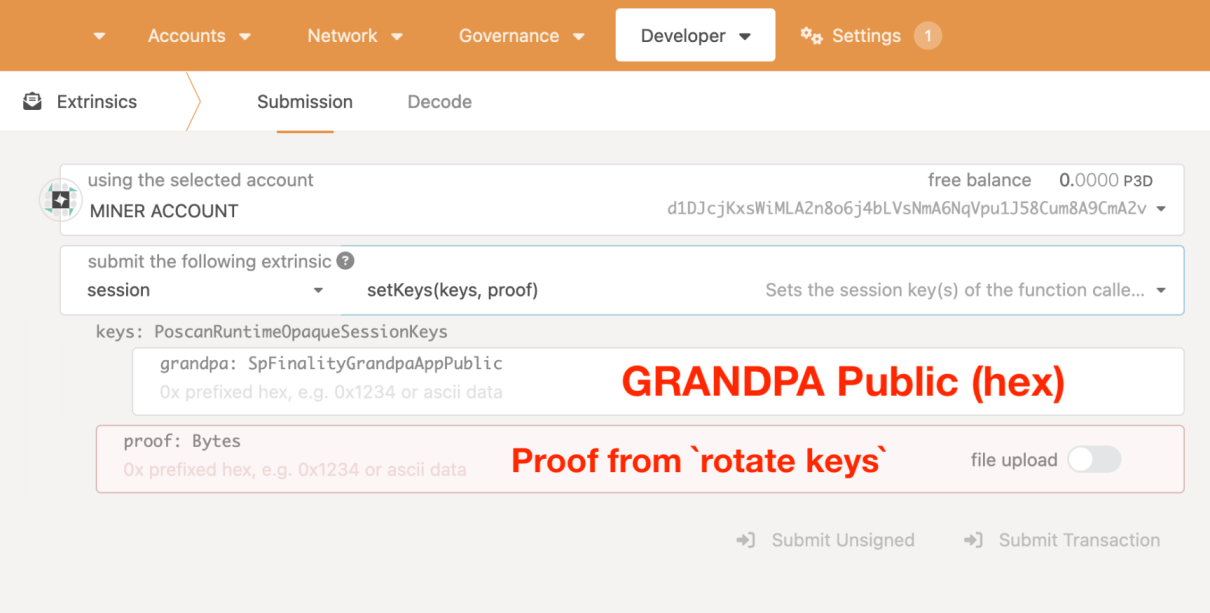 Accounts Network Governance Developer Settings 1
Extrinsics Submission Decode
using the selected account free balance 0.0000 P3D
MINER ACCOUNT d1DJcjKxsWiMLA2n8o6j4bLVsNmA6NqVpu1J58Cum8A9CmA2v
submit the following extrinsic ?
session setKeys(keys, proof) Sets the session key(s) of the function calle...
keys: PoscanRuntimeOpaqueSessionKeys
grandpa: SpFinalityGrandpaAppPublic
0x prefixed hex, e.g. 0x1234 or ascii data GRANDPA Public (hex)
proof: Bytes
0x prefixed hex, e.g. 0x1234 or ascii data Proof from `rotate keys` file upload
Submit Unsigned Submit Transaction